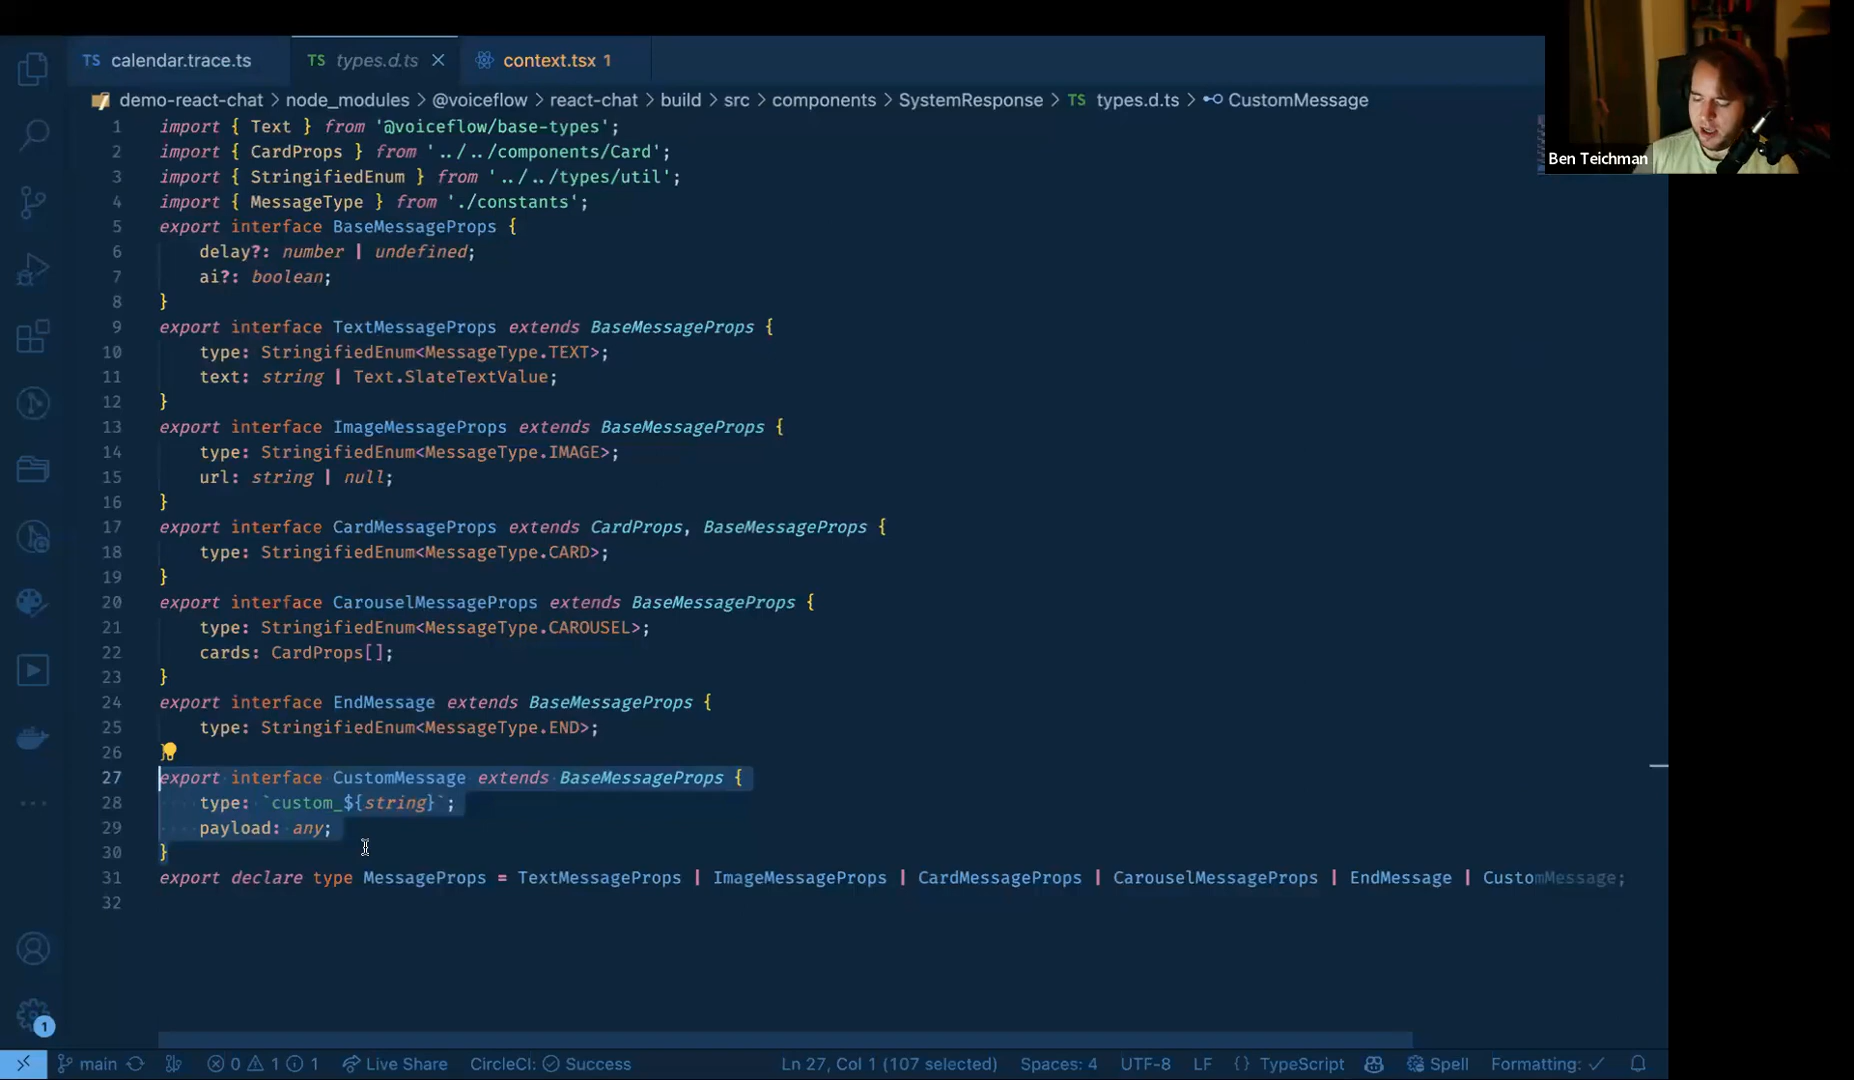 TS calendar.trace.ts
TS types.d.ts
context.tsx 1
demo-react-chat > node_modules > @voiceflow > react-chat > build > src > components > SystemResponse > TS types.d.ts > CustomMessage
1 import { Text } from '@voiceflow/base-types';
2 import { CardProps } from '../../components/Card';
3 import { StringifiedEnum } from '../../types/util';
4 import { MessageType } from './constants';
5 export interface BaseMessageProps {
6 delay?: number | undefined;
7 ai?: boolean;
8 }
9 export interface TextMessageProps extends BaseMessageProps {
10 type: StringifiedEnum<MessageType.TEXT>;
11 text: string | Text.SlateTextValue;
12 }
13 export interface ImageMessageProps extends BaseMessageProps {
14 type: StringifiedEnum<MessageType.IMAGE>;
15 url: string | null;
16 }
17 export interface CardMessageProps extends CardProps, BaseMessageProps {
18 type: StringifiedEnum<MessageType.CARD>;
19 }
20 export interface CarouselMessageProps extends BaseMessageProps {
21 type: StringifiedEnum<MessageType.CAROUSEL>;
22 cards: CardProps[];
23 }
24 export interface EndMessage extends BaseMessageProps {
25 type: StringifiedEnum<MessageType.END>;
26 }
27 export interface CustomMessage extends BaseMessageProps {
28 type: `custom_${string}`;
29 payload: any;
30 }
31 export declare type MessageProps = TextMessageProps | ImageMessageProps | CardMessageProps | CarouselMessageProps | EndMessage | CustomMessage;
32
Ben Teichman
1
main 0 1 1 Live Share CircleCI: Success Ln 27, Col 1 (107 selected) Spaces: 4 UTF-8 LF {} TypeScript Spell Formatting: ✓